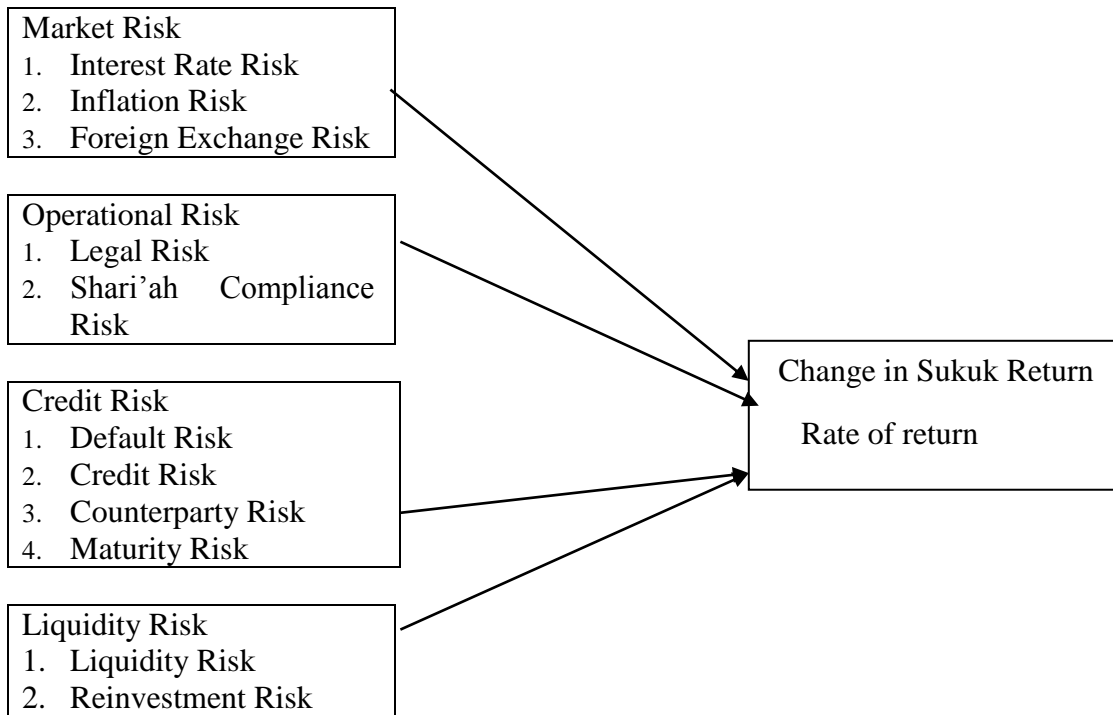 Market Risk
1. Interest Rate Risk
2. Inflation Risk
3. Foreign Exchange Risk
Operational Risk
1. Legal Risk
2. Shari’ah Compliance
Risk
Credit Risk
1. Default Risk
2. Credit Risk
3. Counterparty Risk
4. Maturity Risk
Liquidity Risk
1. Liquidity Risk
2. Reinvestment Risk
Change in Sukuk Return
Rate of return